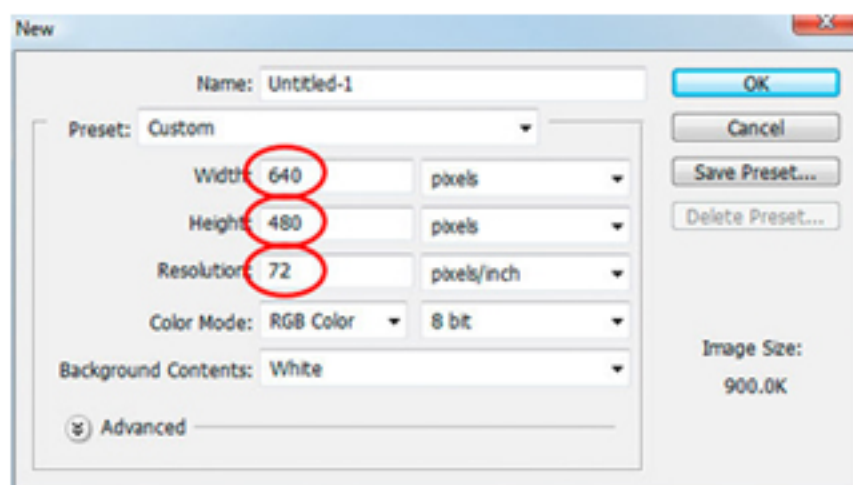 New
Name: Untitled-1
OK
Preset: Custom
Cancel
Width: 640 pixels
Save Preset...
Height: 480 pixels
Delete Preset...
Resolution: 72 pixels/inch
Color Mode: RGB Color 8 bit
Image Size:
Background Contents: White
900.0K
Advanced